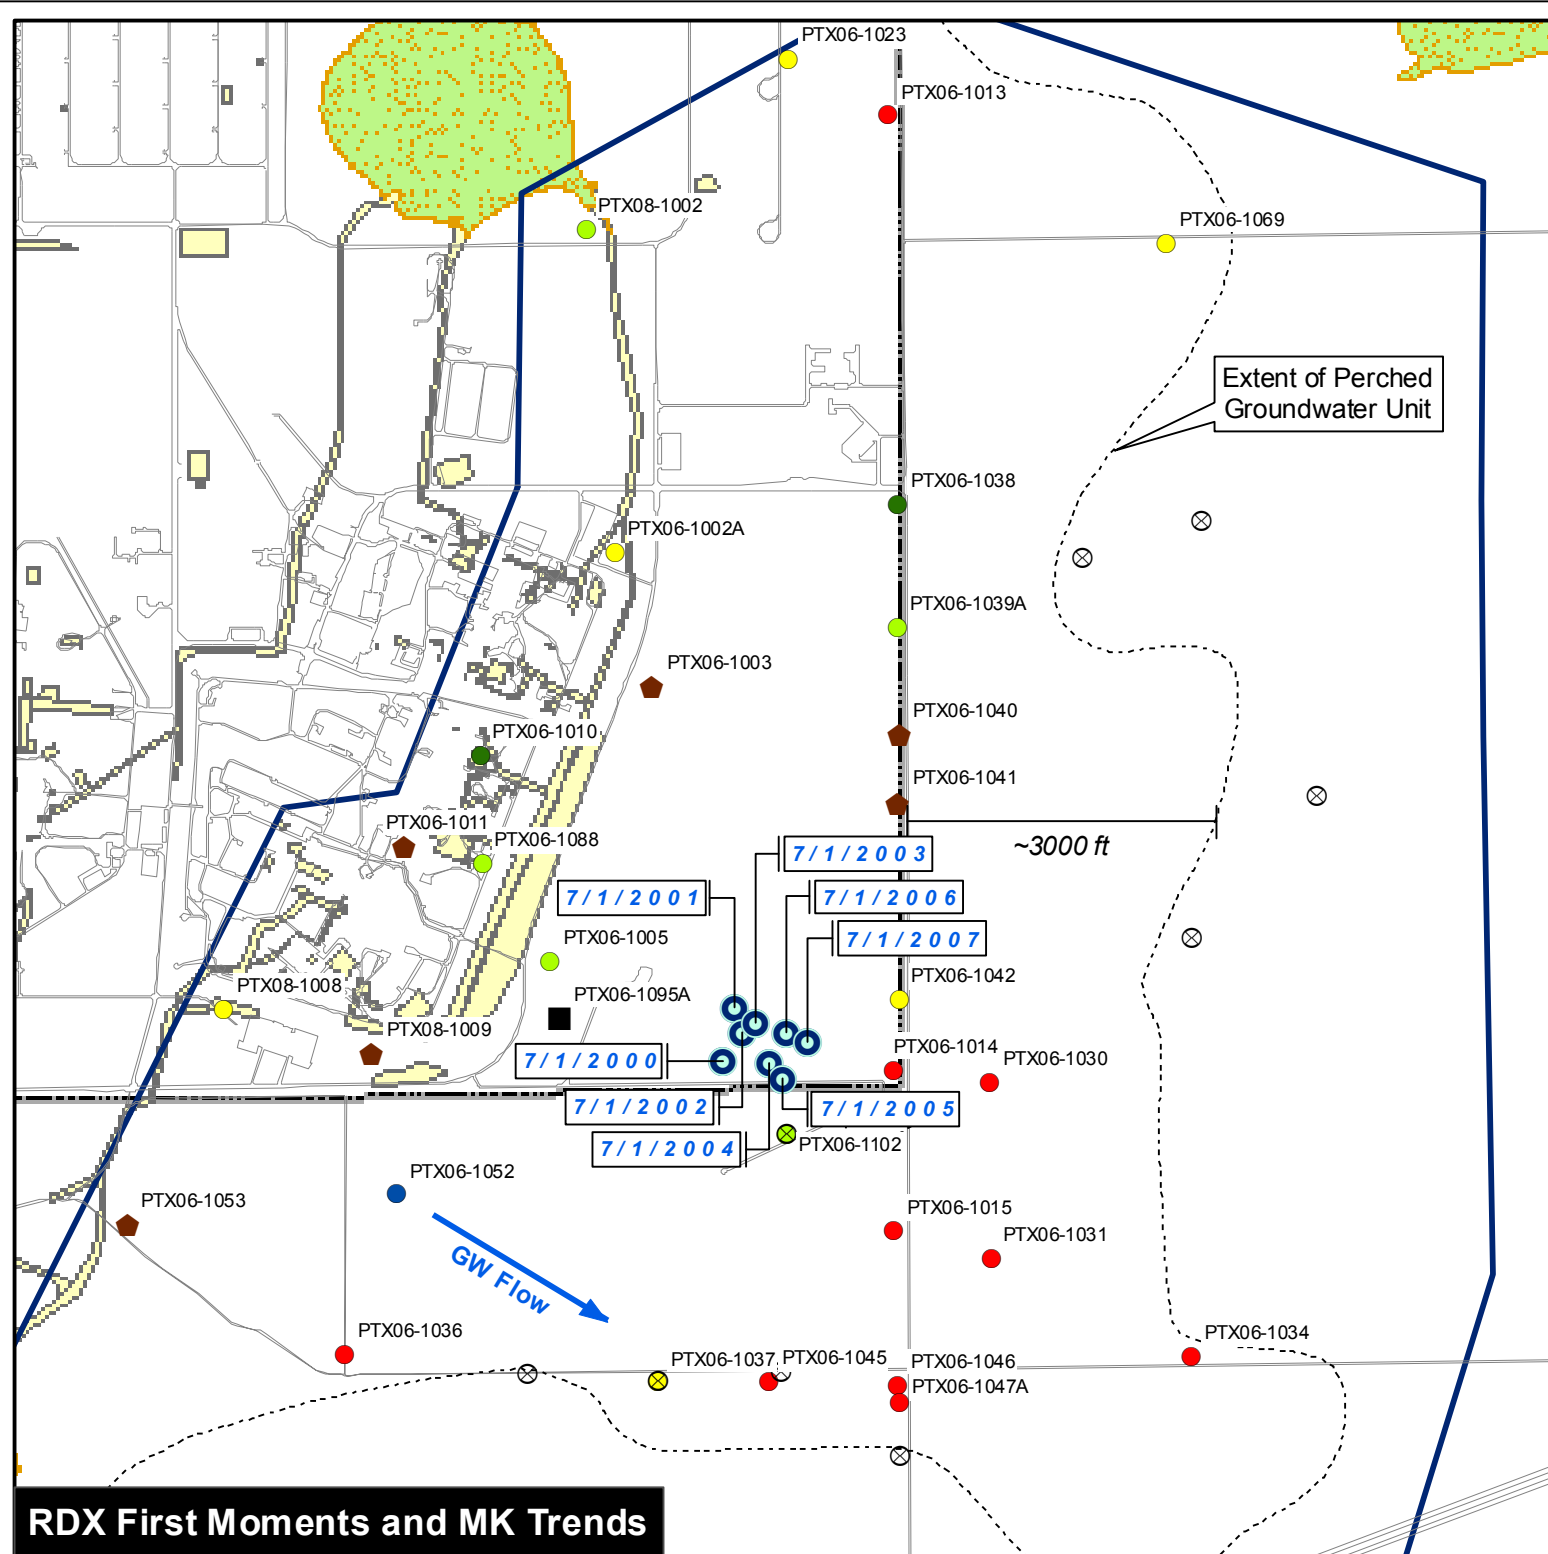 PTX06-1023
PTX06-1013
PTX08-1002
PTX06-1069
Extent of Perched
Groundwater Unit
PTX06-1038
PTX06-1002A
PTX06-1039A
PTX06-1003
PTX06-1040
PTX06-1010
PTX06-1041
PTX06-1011
PTX06-1088
~3000 ft
7/1/2003
7/1/2001
7/1/2006
7/1/2007
PTX06-1005
PTX06-1042
PTX08-1008
PTX06-1095A
PTX08-1009
PTX06-1014
PTX06-1030
7/1/2000
7/1/2002
7/1/2005
7/1/2004
PTX06-1102
PTX06-1052
PTX06-1053
PTX06-1015
PTX06-1031
GW Flow
PTX06-1036
PTX06-1034
PTX06-1037
PTX06-1045
PTX06-1046
PTX06-1047A
RDX First Moments and MK Trends